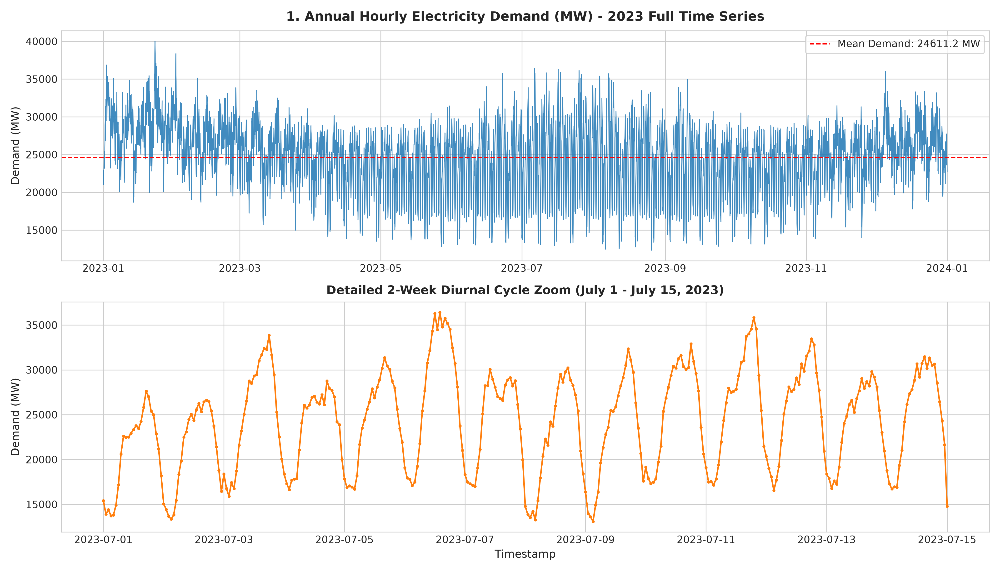 1. Annual Hourly Electricity Demand (MW) - 2023 Full Time Series
Mean Demand: 24611.2 MW
Demand (MW)
40000
35000
30000
25000
20000
15000
2023-01 2023-03 2023-05 2023-07 2023-09 2023-11 2024-01
Detailed 2-Week Diurnal Cycle Zoom (July 1 - July 15, 2023)
Demand (MW)
35000
30000
25000
20000
15000
2023-07-01 2023-07-03 2023-07-05 2023-07-07 2023-07-09 2023-07-11 2023-07-13 2023-07-15
Timestamp